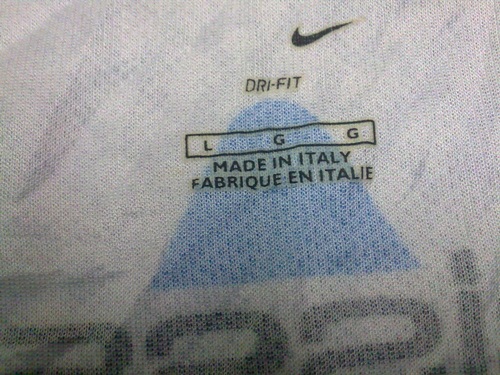 DRI-FIT
L G G
MADE IN ITALY
FABRIQUE EN ITALIE